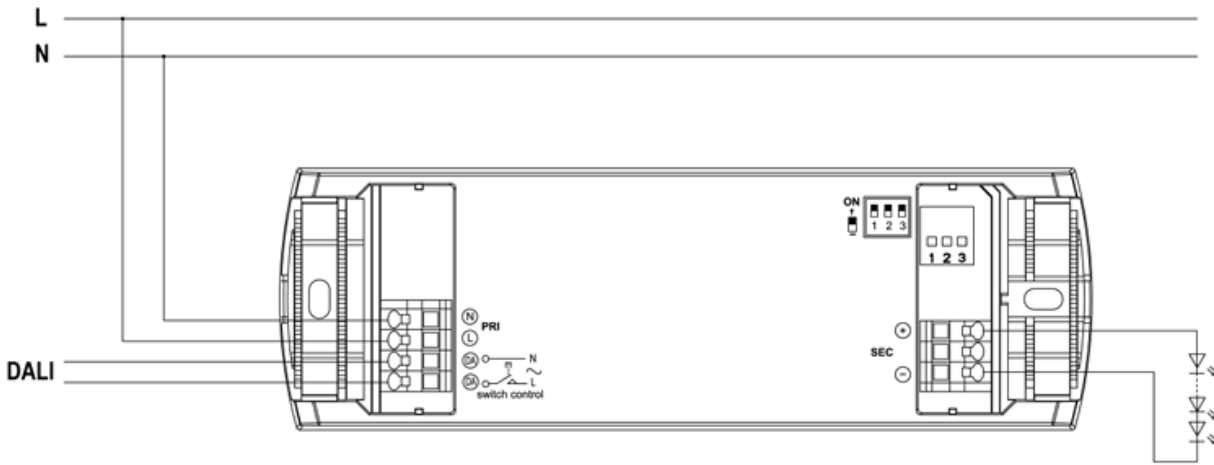 L
N
ON
1 2 3
1 2 3
N
PRI
L
+
SEC
DA N
m
DA L
switch control
-
DALI